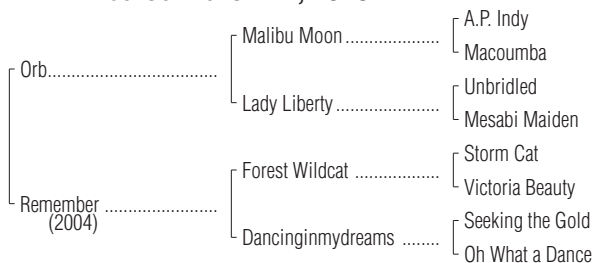 A.P. Indy
Malibu Moon ....................
Macoumba
Orb....................................
Unbridled
Lady Liberty ......................
Mesabi Maiden
Storm Cat
Forest Wildcat ..................
Victoria Beauty
Remember ........................
(2004)
Seeking the Gold
Dancinginmydreams ........
Oh What a Dance